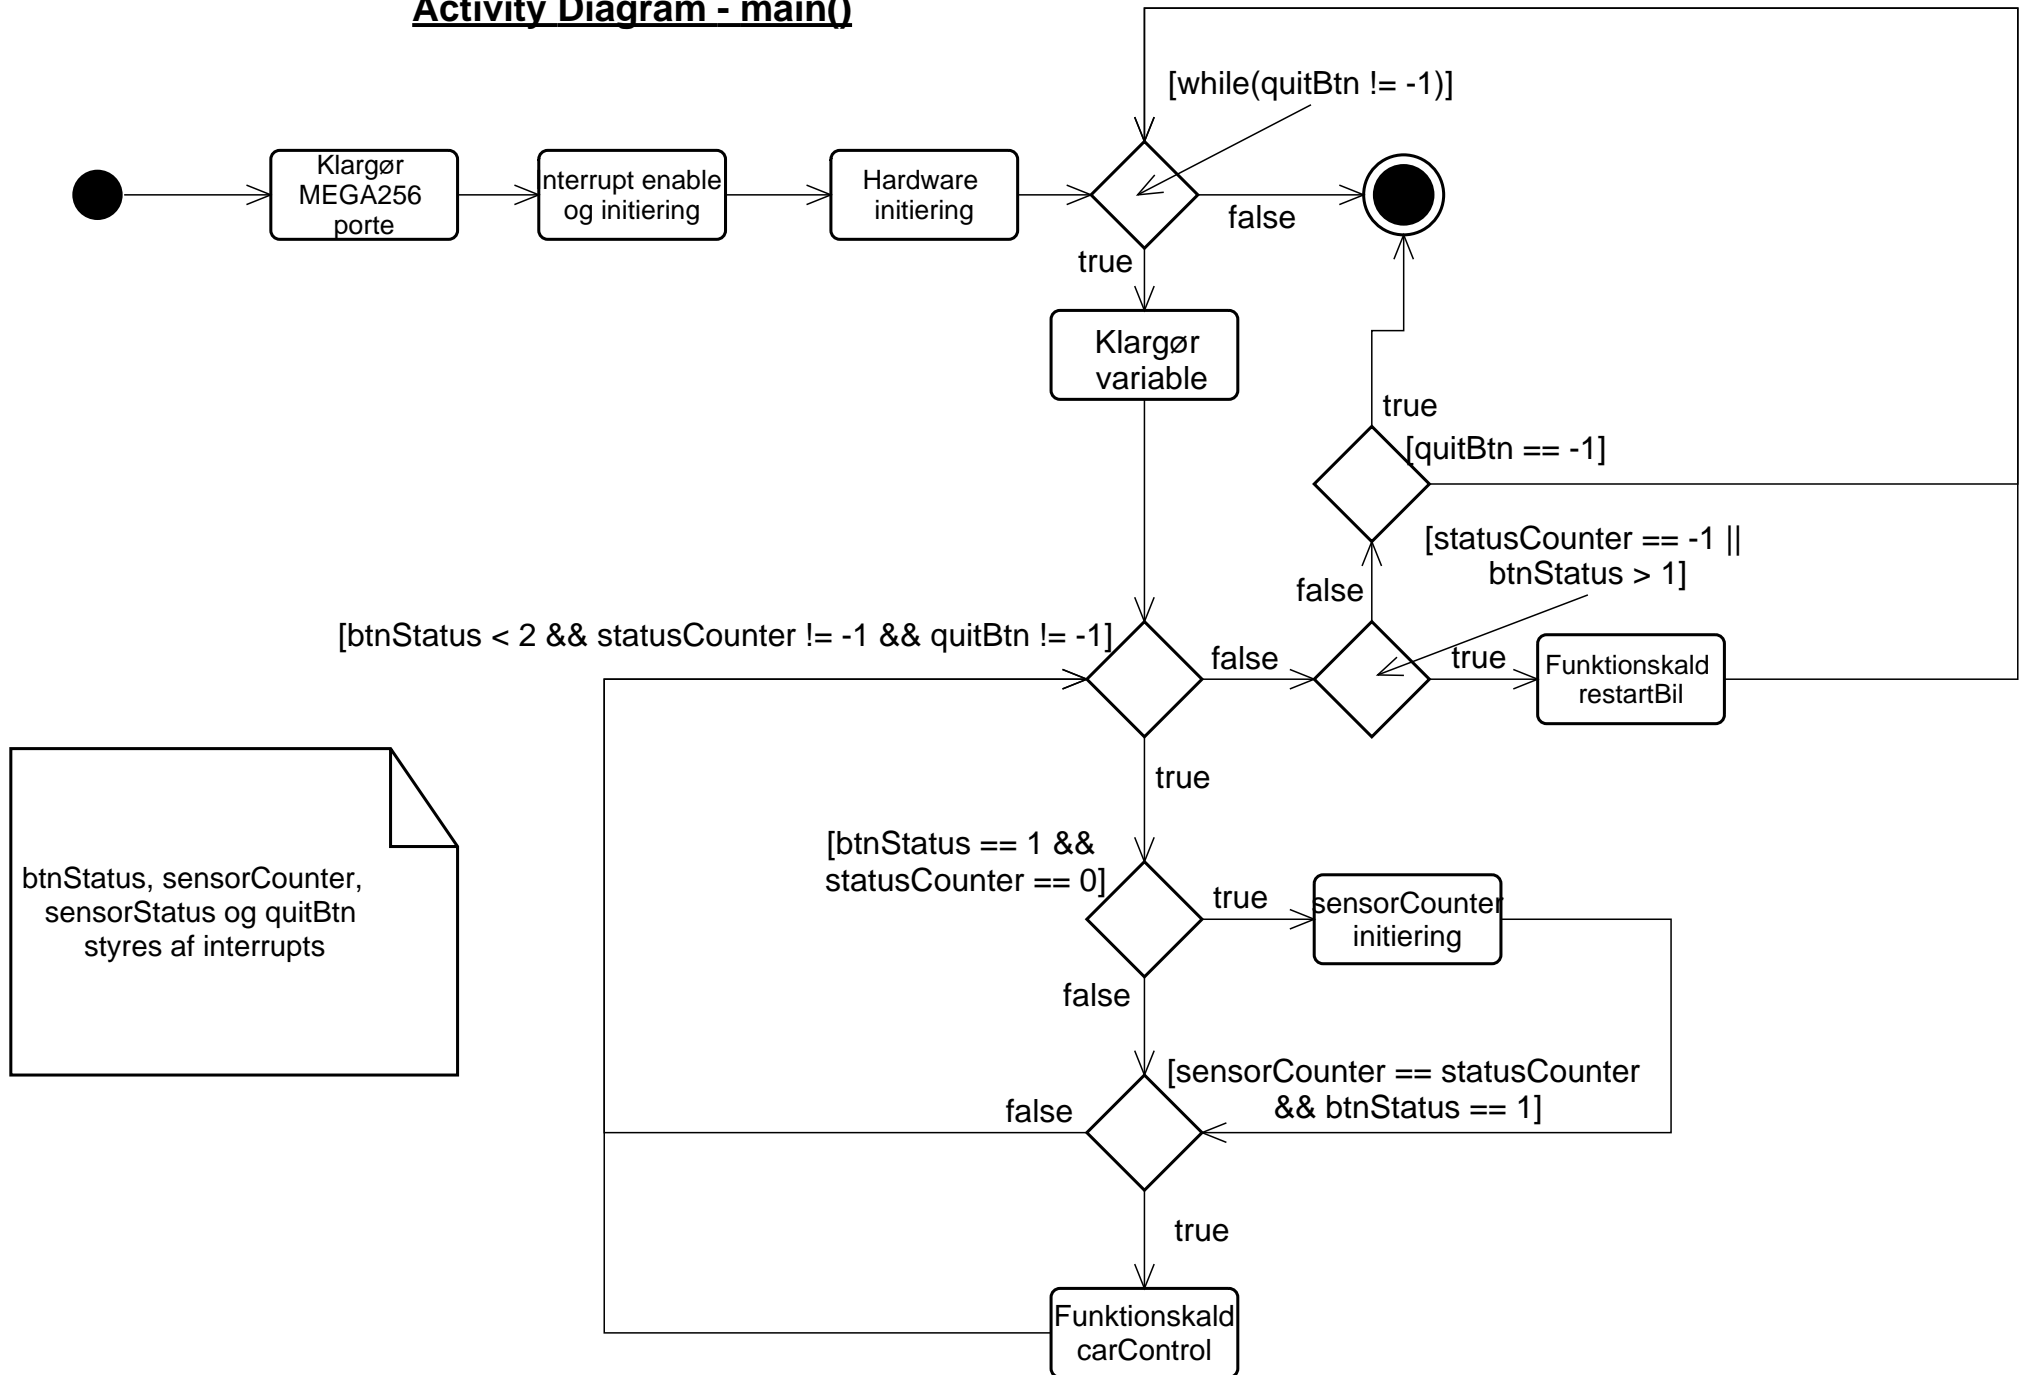 Activity Diagram - main()
[while(quitBtn != -1)]
Klargør
MEGA256
porte
nterrupt enable
og initiering
Hardware
initiering
false
true
Klargør
variable
true
[quitBtn == -1]
[statusCounter == -1 ||
btnStatus > 1]
false
[btnStatus < 2 && statusCounter != -1 && quitBtn != -1]
false
true
Funktionskald
restartBil
true
[btnStatus == 1 &&
statusCounter == 0]
true
sensorCounter
initiering
btnStatus, sensorCounter,
sensorStatus og quitBtn
styres af interrupts
false
[sensorCounter == statusCounter
&& btnStatus == 1]
false
true
Funktionskald
carControl